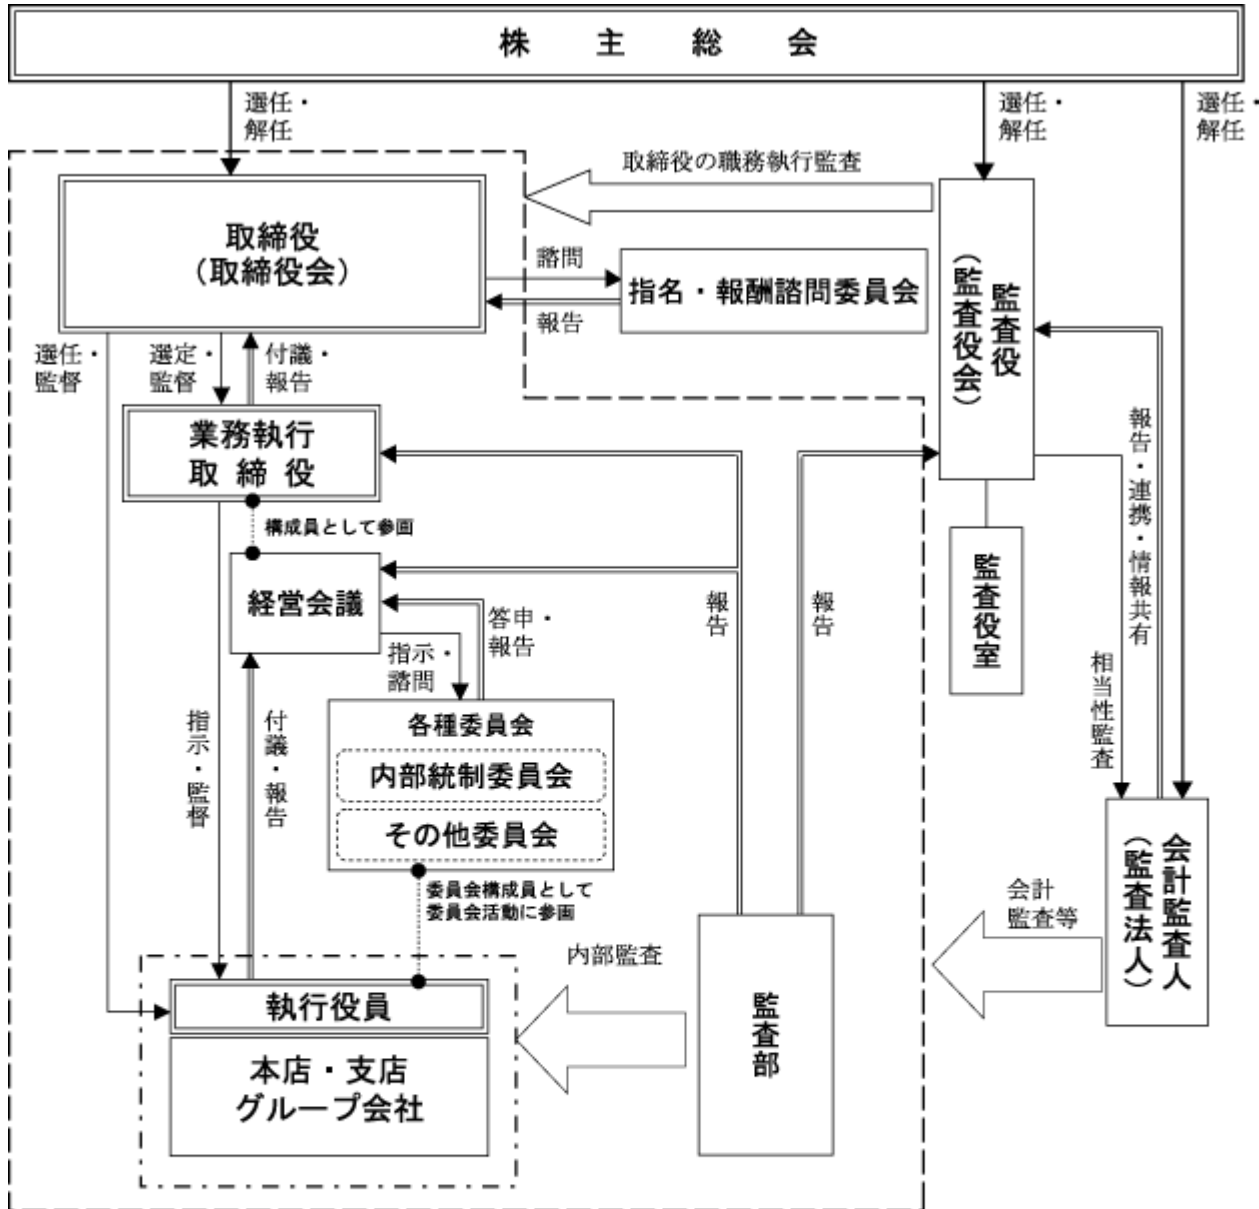 株主総会
選任・
解任
選任・
解任
選任・
解任
取締役の職務執行監査
取締役
（取締役会）
諮問
報告
指名・報酬諮問委員会
監査役
（監査役会）
選任・
監督
選定・
監督
付議・
報告
業務執行
取締役
構成員として参画
経営会議
答申・
報告
指示・
諮問
報告
報告
監査役室
報告・連携・情報共有
相当性監査
各種委員会
内部統制委員会
その他委員会
指示・監督
付議・報告
委員会構成員として
委員会活動に参画
会計監査人
（監査法人）
会計
監査等
内部監査
監査部
執行役員
本店・支店
グループ会社